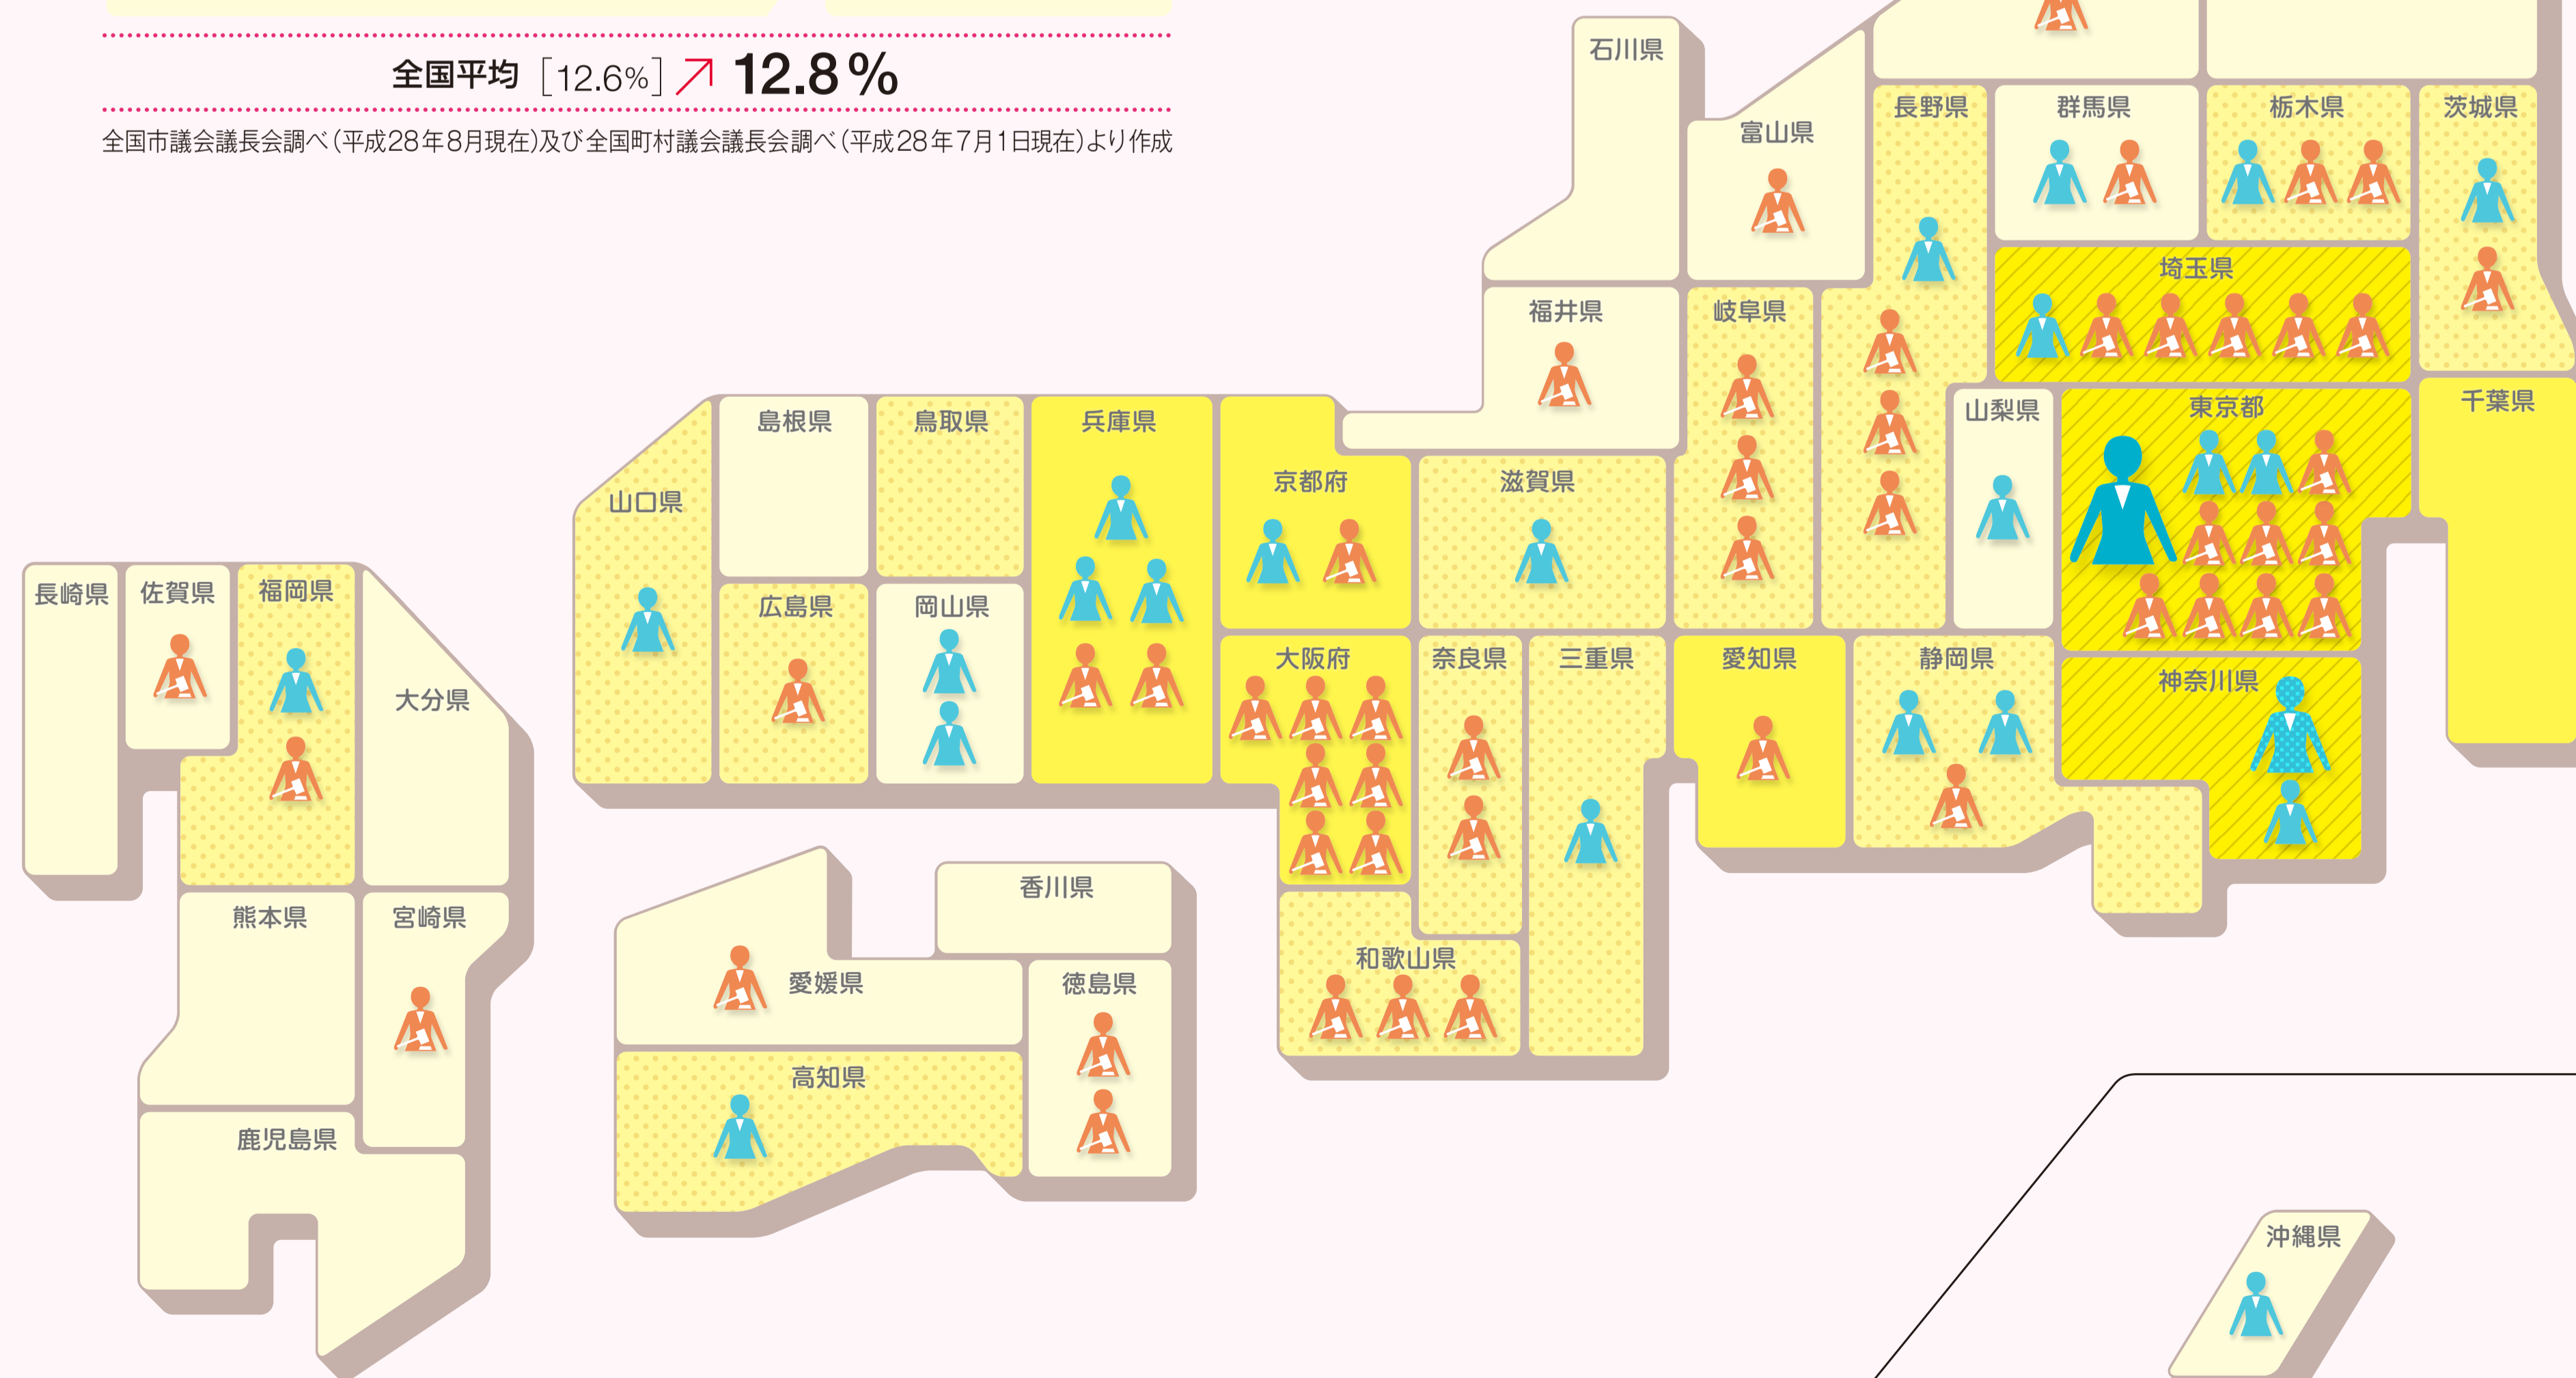 全国平均 [12.6%] 12.8%
全国市議会議長会調べ（平成28年8月現在）及び全国町村議会議長会調べ（平成28年7月1日現在）より作成
石川県
富山県
長野県
群馬県
栃木県
茨城県
埼玉県
福井県
岐阜県
山梨県
東京都
千葉県
島根県
鳥取県
兵庫県
京都府
滋賀県
山口県
広島県
岡山県
大阪府
奈良県
三重県
愛知県
静岡県
神奈川県
長崎県
佐賀県
福岡県
大分県
熊本県
宮崎県
鹿児島県
香川県
愛媛県
徳島県
高知県
和歌山県
沖縄県